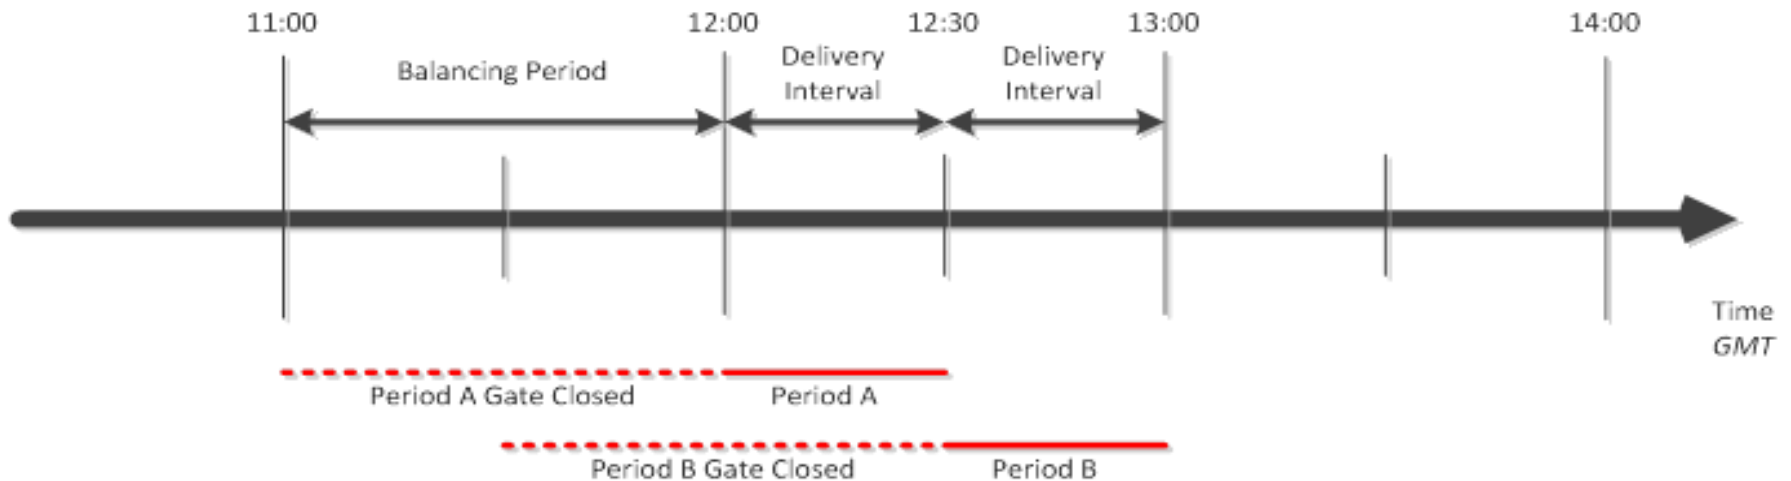 11:00
12:00
12:30
13:00
14:00
Balancing Period
Delivery
Interval
Delivery
Interval
Time
GMT
Period A Gate Closed
Period A
Period B Gate Closed
Period B